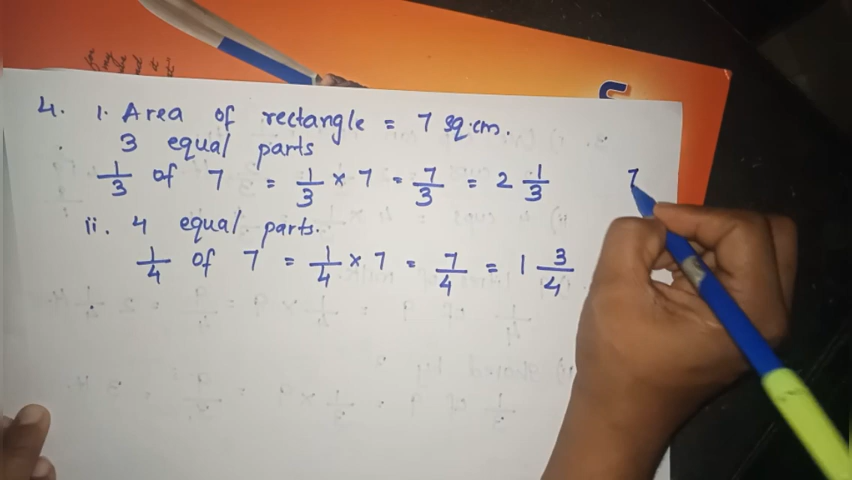 4. i. Area of rectangle = 7 sq.cm.
3 equal parts
1/3 of 7 = 1/3 × 7 = 7/3 = 2 1/3
7
ii. 4 equal parts.
1/4 of 7 = 1/4 × 7 = 7/4 = 1 3/4